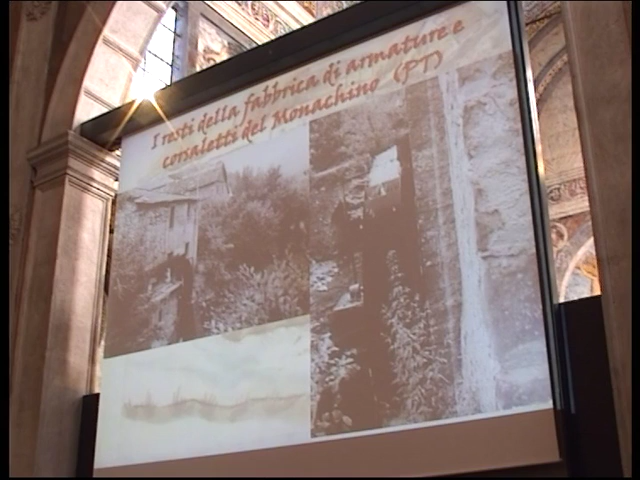 I resti della fabbrica di armature e
corsaletti del Monachino (PT)